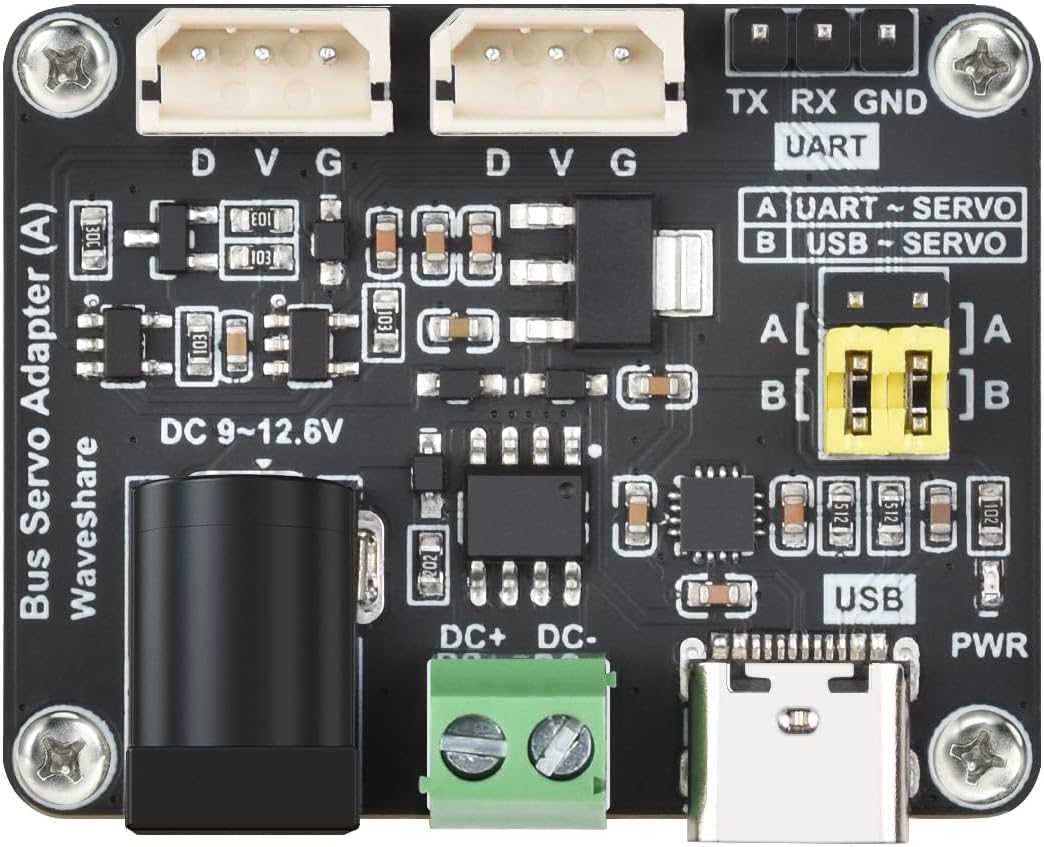 TX RX GND
UART
D V G
D V G
A UART ~ SERVO
B USB ~ SERVO
Bus Servo Adapter (A)
Waveshare
30C
103
103
103
103
A [ ] A
B [ ] B
DC 9~12.6V
202
512
512
102
USB
PWR
DC+ DC-